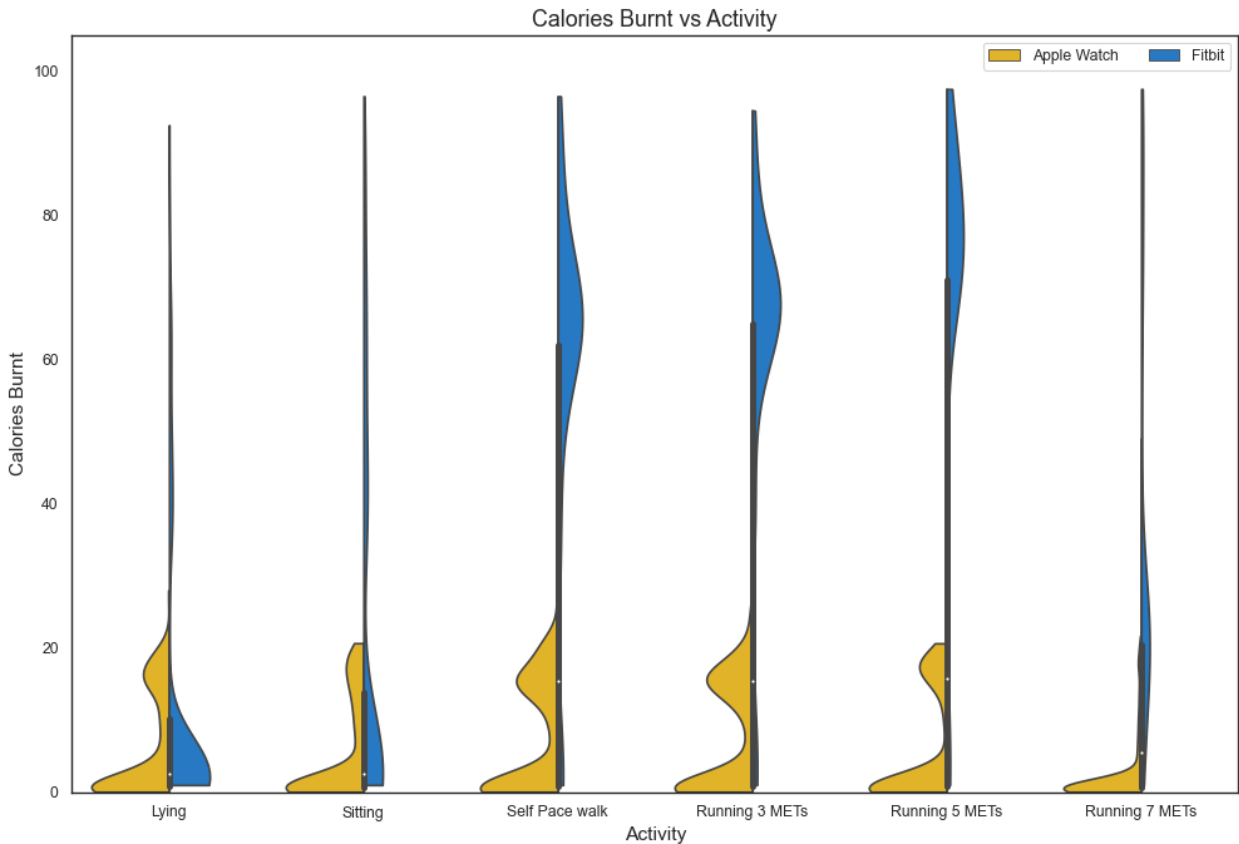 Calories Burnt vs Activity
Apple Watch Fitbit
100
80
60
40
20
0
Calories Burnt
Lying Sitting Self Pace walk Running 3 METs Running 5 METs Running 7 METs
Activity